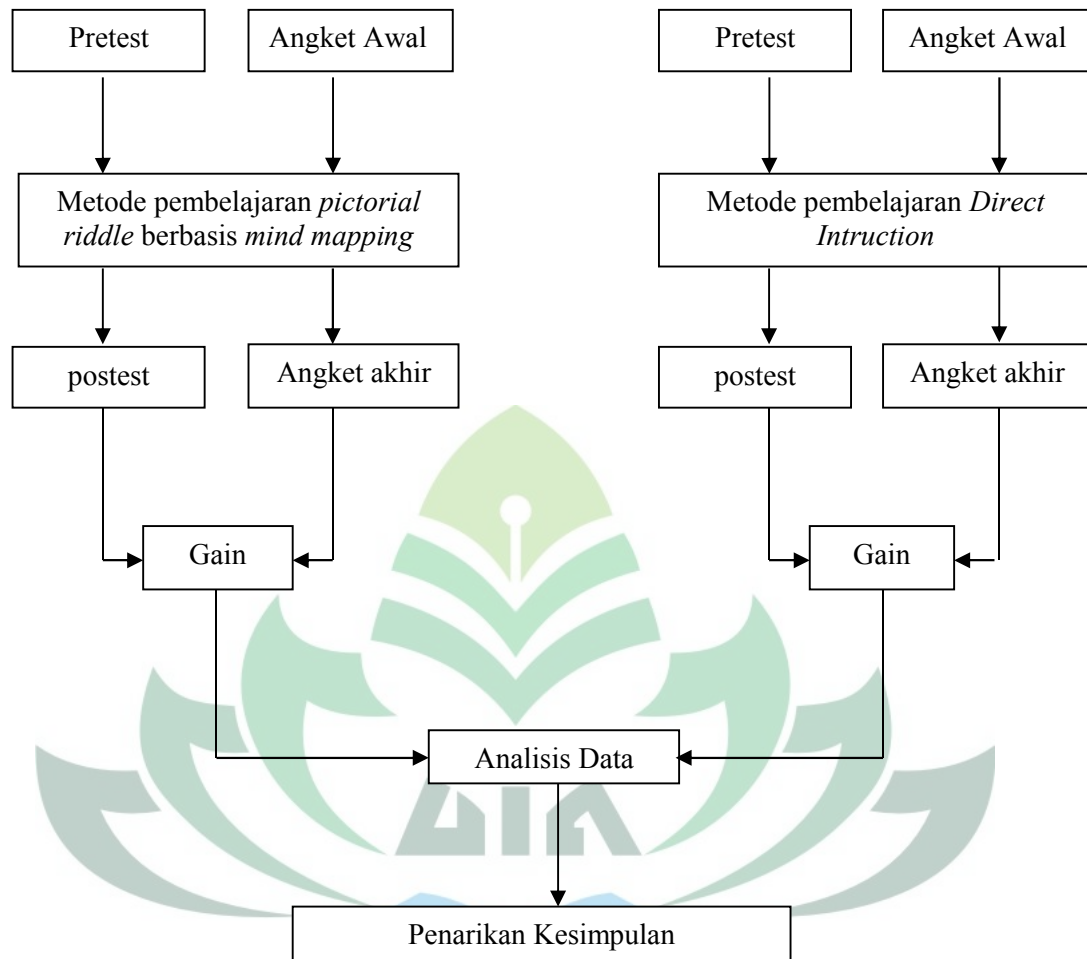 Pretest
Angket Awal
Pretest
Angket Awal
Metode pembelajaran pictorial
riddle berbasis mind mapping
Metode pembelajaran Direct
Intruction
postest
Angket akhir
postest
Angket akhir
Gain
Gain
Analisis Data
Penarikan Kesimpulan